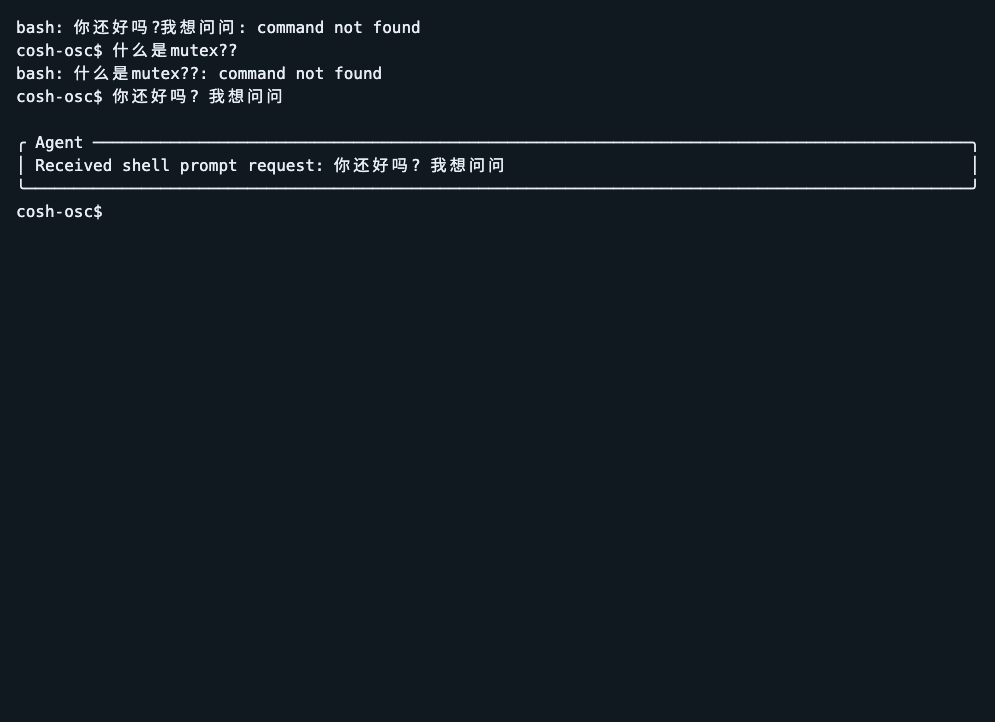 bash: 你还好吗?我想问问: command not found
cosh-osc$ 什么是mutex??
bash: 什么是mutex??: command not found
cosh-osc$ 你还好吗? 我想问问
Agent
Received shell prompt request: 你还好吗? 我想问问
cosh-osc$